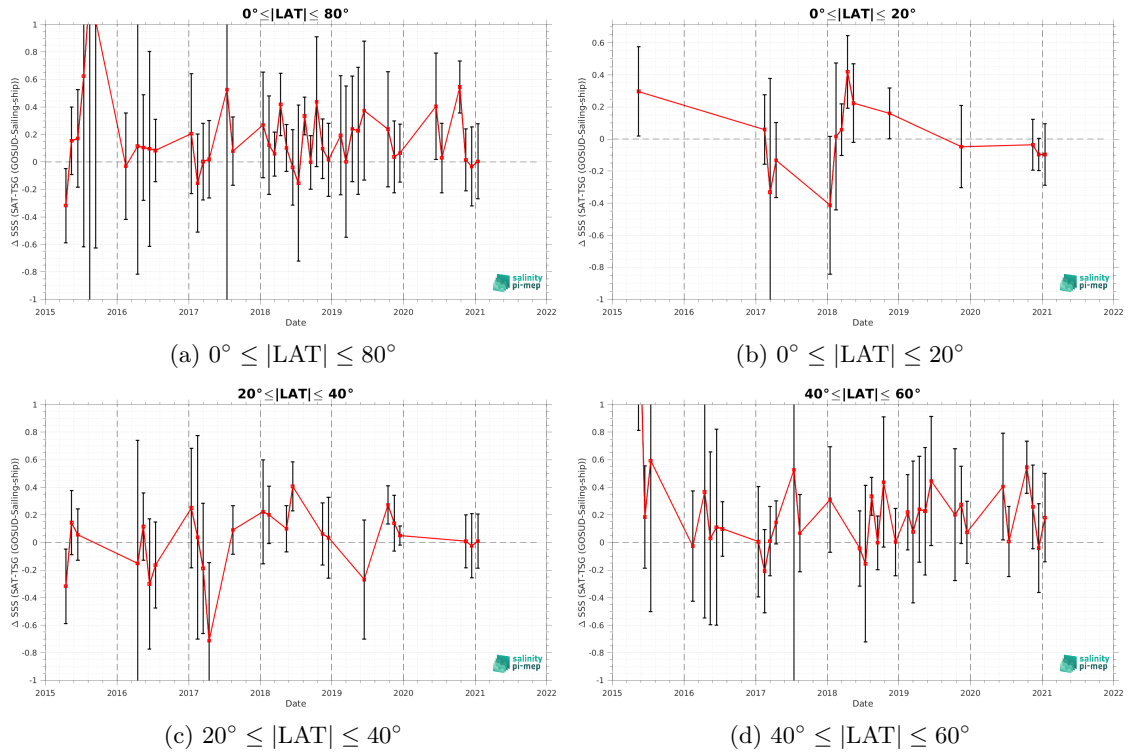 0°≤|LAT|≤ 80°
1
0.8
0.6
0.4
0.2
0
-0.2
-0.4
-0.6
-0.8
-1
Δ SSS (SAT-TSG (GOSUD-Sailing-ship))
2015 2016 2017 2018 2019 2020 2021 2022
Date
salinity
pi-mep
(a) 0° ≤ |LAT| ≤ 80°
0°≤|LAT|≤ 20°
0.6
0.4
0.2
0
-0.2
-0.4
-0.6
-0.8
-1
Δ SSS (SAT-TSG (GOSUD-Sailing-ship))
2015 2016 2017 2018 2019 2020 2021 2022
Date
salinity
pi-mep
(b) 0° ≤ |LAT| ≤ 20°
20°≤|LAT|≤ 40°
1
0.8
0.6
0.4
0.2
0
-0.2
-0.4
-0.6
-0.8
-1
Δ SSS (SAT-TSG (GOSUD-Sailing-ship))
2015 2016 2017 2018 2019 2020 2021 2022
Date
salinity
pi-mep
(c) 20° ≤ |LAT| ≤ 40°
40°≤|LAT|≤ 60°
1
0.8
0.6
0.4
0.2
0
-0.2
-0.4
-0.6
-0.8
-1
Δ SSS (SAT-TSG (GOSUD-Sailing-ship))
2015 2016 2017 2018 2019 2020 2021 2022
Date
salinity
pi-mep
(d) 40° ≤ |LAT| ≤ 60°